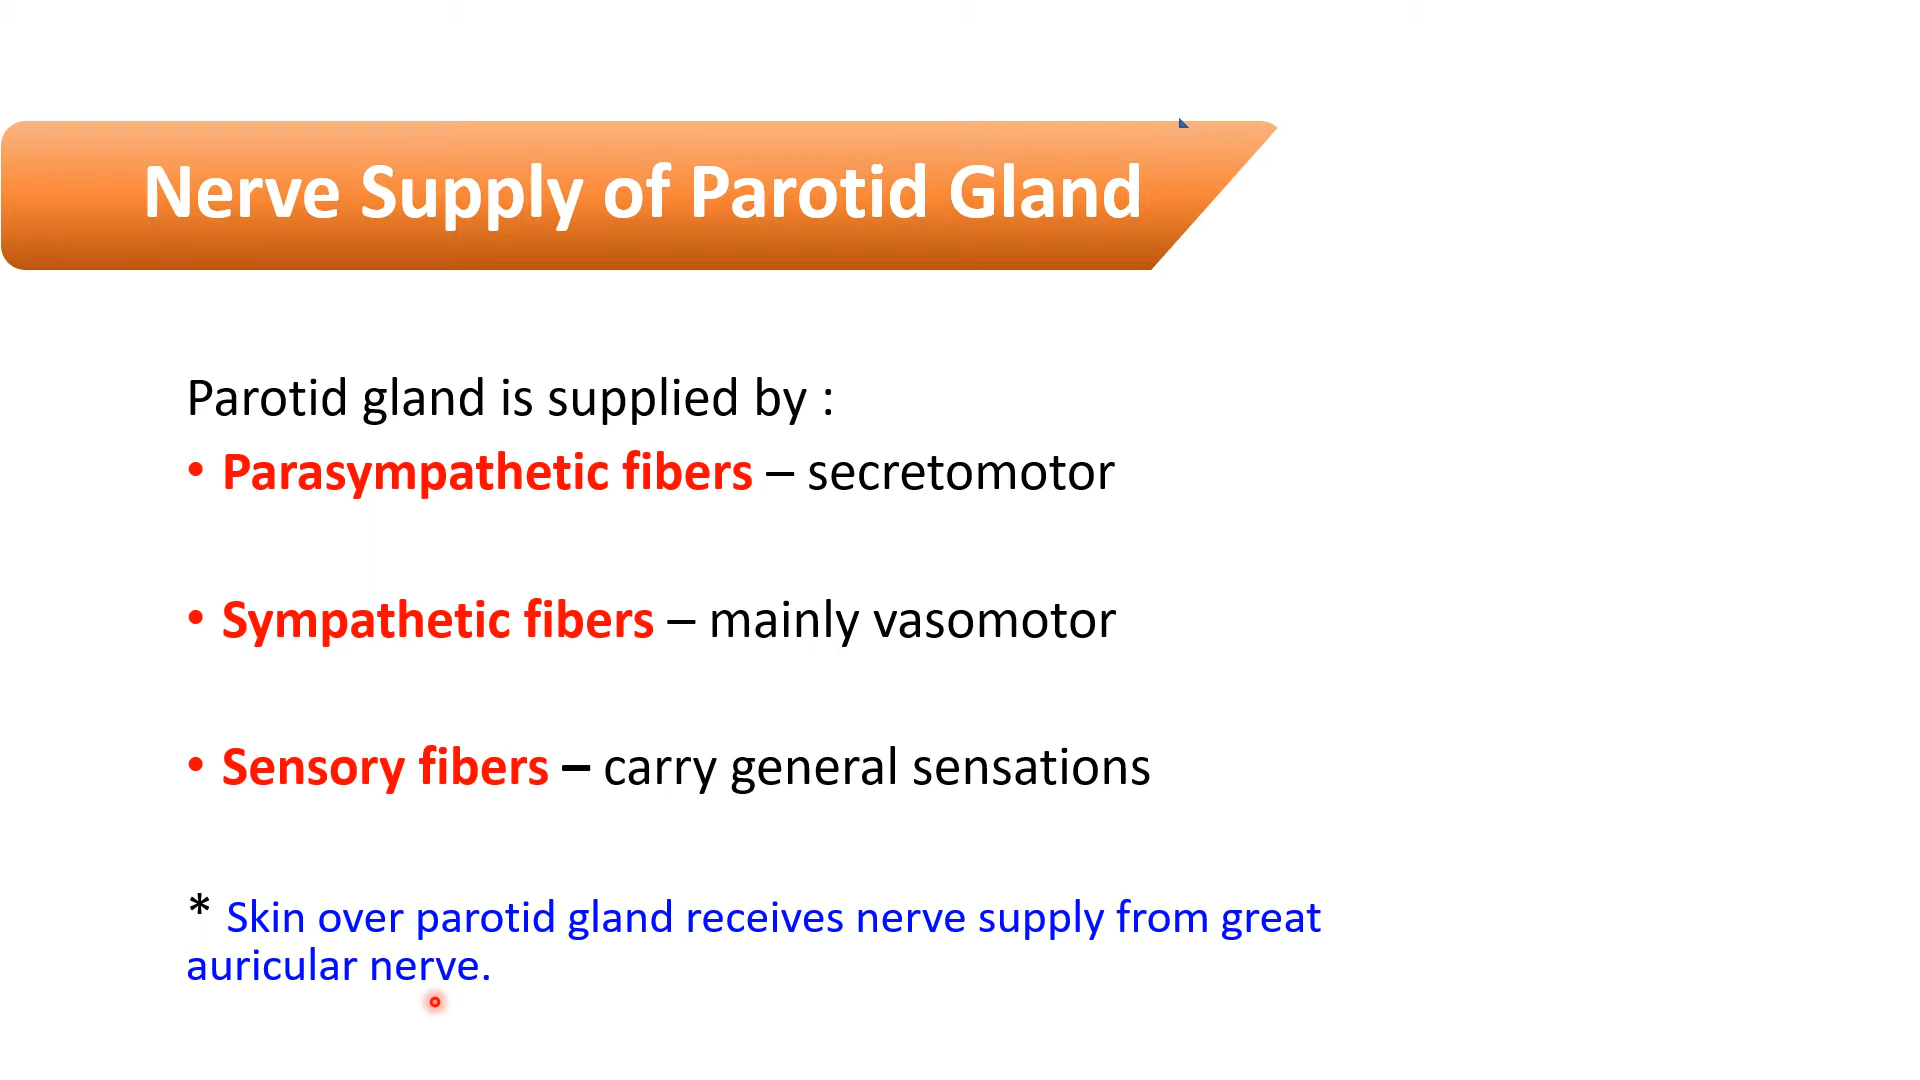 Nerve Supply of Parotid Gland
Parotid gland is supplied by :
• Parasympathetic fibers – secretomotor
• Sympathetic fibers – mainly vasomotor
• Sensory fibers – carry general sensations
* Skin over parotid gland receives nerve supply from great
auricular nerve.